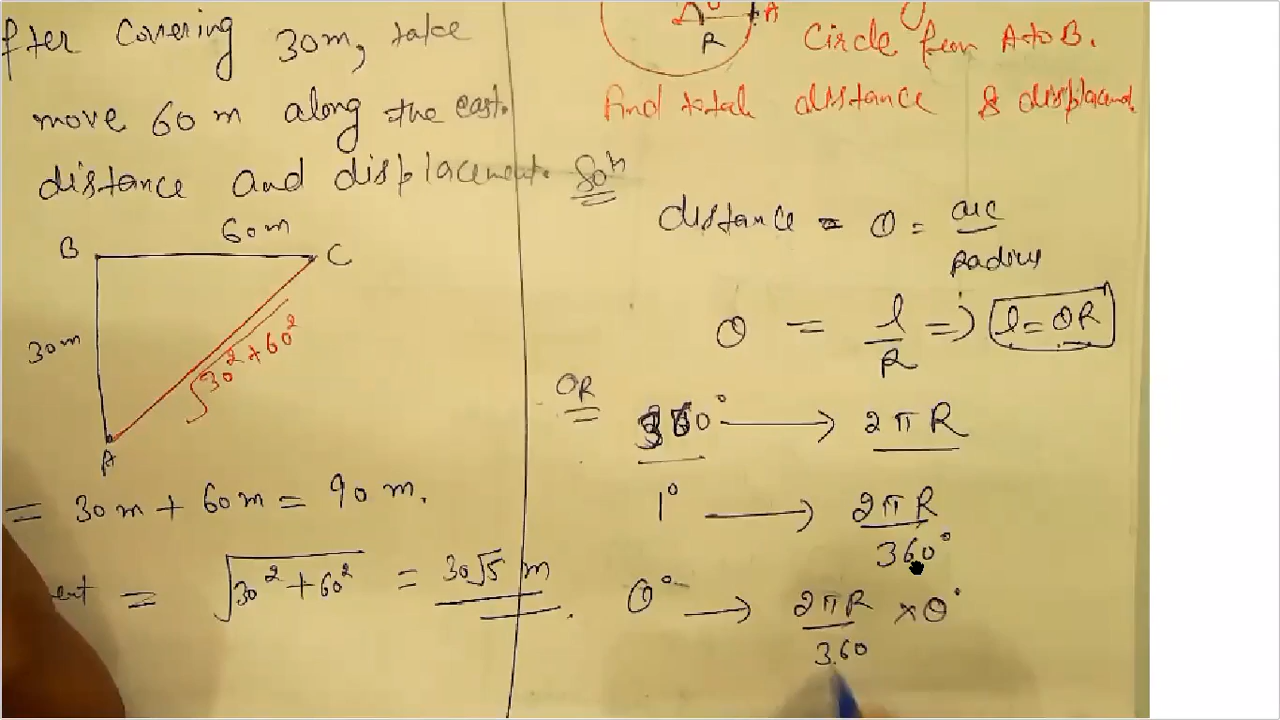 fter Covering 30m, take
move 60 m along the east.
distance and displacement.
60m
B
C
30m
√30²+60²
A
= 30m + 60m = 90 m.
ent = √30²+60² = 30√5 m
A
R
Circle from A to B.
find total distance & displacement.
Solⁿ
distance = θ = arc / radius
θ = l/R => l = θR
OR
360° → 2πR
1° → 2πR/360°
θ° → 2πR/360 × θ°